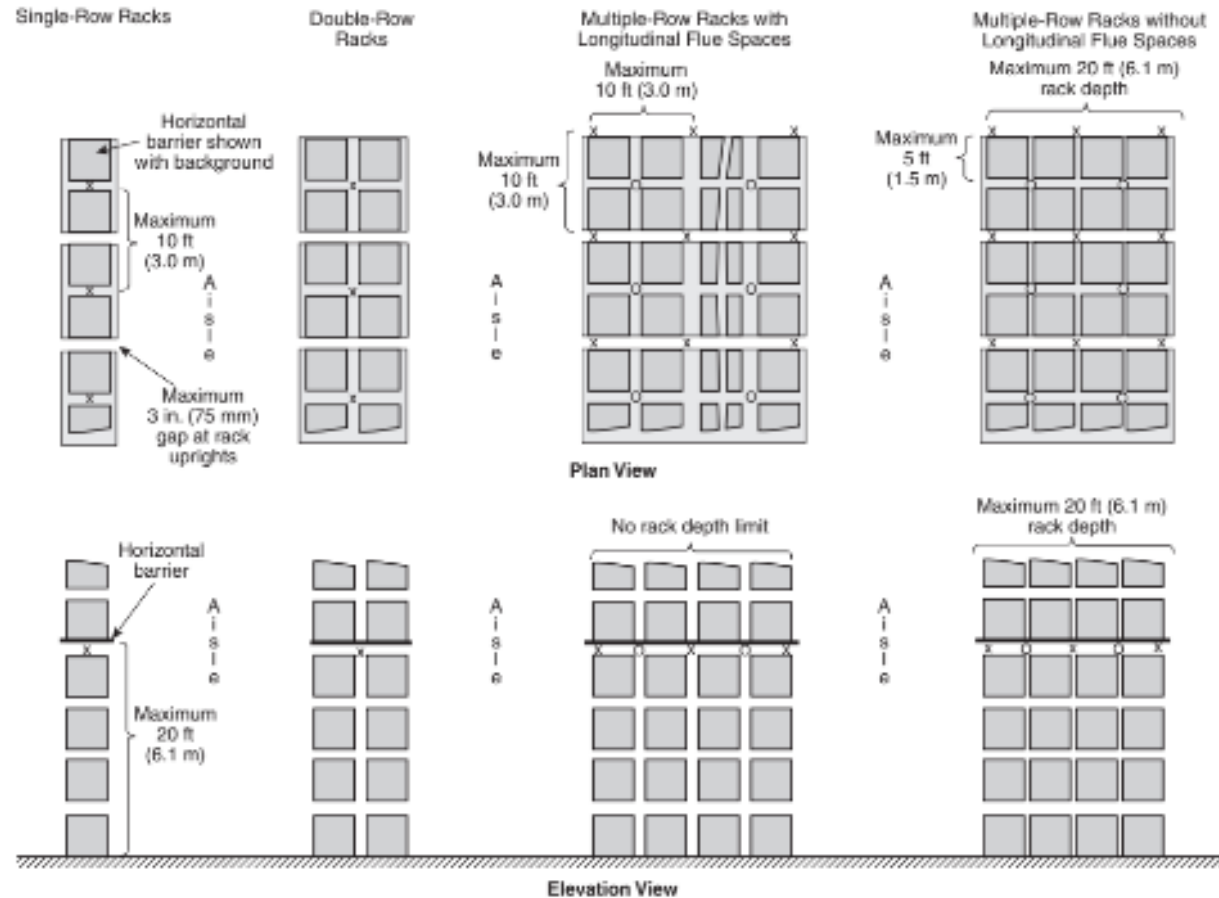 Single-Row Racks
Double-Row
Racks
Multiple-Row Racks with
Longitudinal Flue Spaces
Multiple-Row Racks without
Longitudinal Flue Spaces
Horizontal
barrier shown
with background
Maximum
10 ft
(3.0 m)
Maximum
3 in. (75 mm)
gap at rack
uprights
x
x
x
A
i
s
l
e
x
x
x
A
i
s
l
e
Maximum
10 ft (3.0 m)
Maximum
10 ft
(3.0 m)
x x x
O O
x x x
O O
x x x
O O
A
i
s
l
e
Maximum 20 ft (6.1 m)
rack depth
Maximum
5 ft
(1.5 m)
x x x
O O
x x x
O O
x x x
O O
Plan View
Horizontal
barrier
x
Maximum
20 ft
(6.1 m)
A
i
s
l
e
x
A
i
s
l
e
No rack depth limit
x O x O x
A
i
s
l
e
Maximum 20 ft (6.1 m)
rack depth
x O x O x
Elevation View